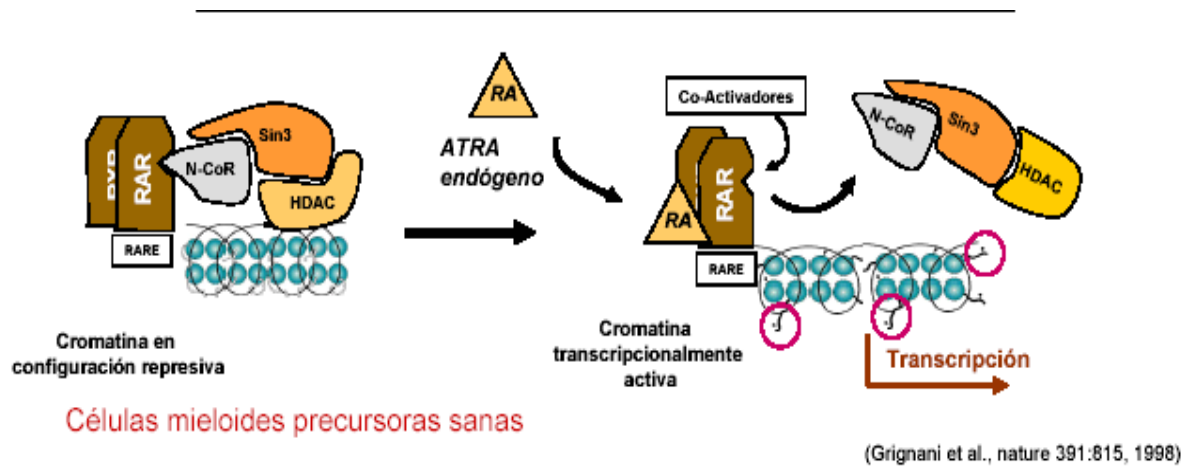 RXR
RAR
N-CoR
Sin3
HDAC
RARE
Cromatina en
configuración represiva
RA
ATRA
endógeno
Co-Activadores
RA
RAR
RARE
N-CoR
Sin3
HDAC
Cromatina
transcripcionalmente
activa
Transcripción
Células mieloides precursoras sanas
(Grignani et al., nature 391:815, 1998)